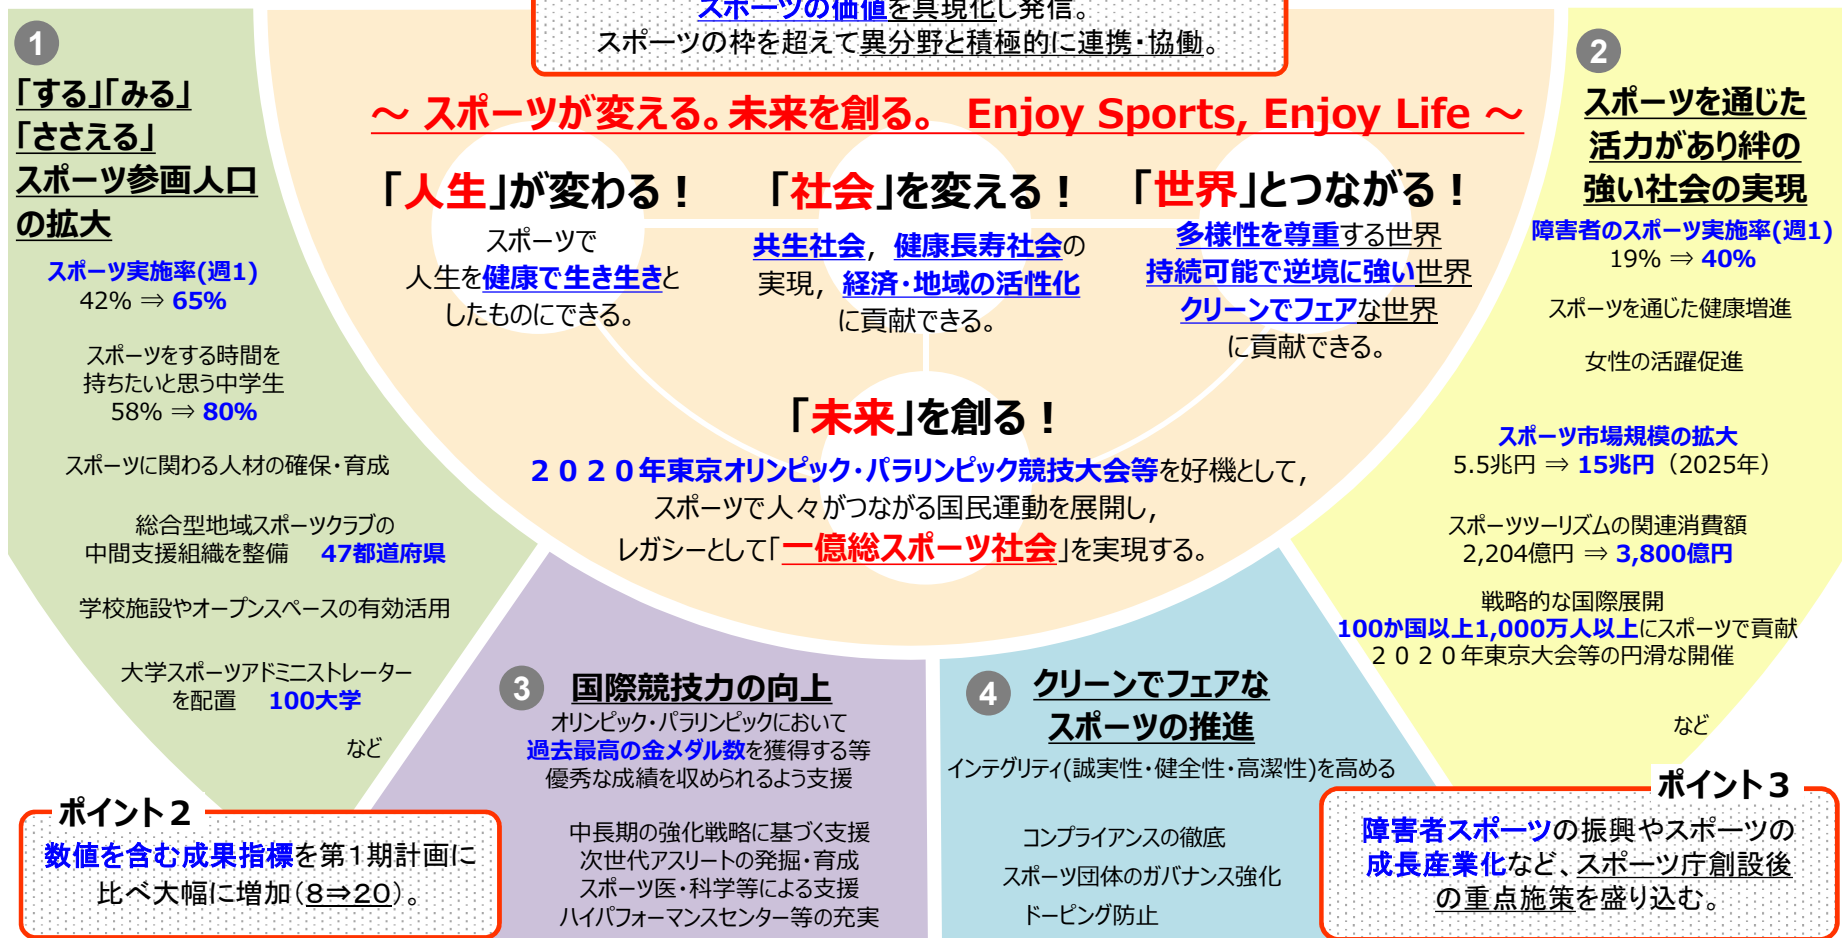 スポーツの価値を具現化し発信。
スポーツの枠を超えて異分野と積極的に連携・協働。
～ スポーツが変える。未来を創る。 Enjoy Sports, Enjoy Life ～
「人生」が変わる！
スポーツで
人生を健康で生き生きと
したものにできる。
「社会」を変える！
共生社会，健康長寿社会の
実現，経済・地域の活性化
に貢献できる。
「世界」とつながる！
多様性を尊重する世界
持続可能で逆境に強い世界
クリーンでフェアな世界
に貢献できる。
「未来」を創る！
２０２０年東京オリンピック・パラリンピック競技大会等を好機として，
スポーツで人々がつながる国民運動を展開し，
レガシーとして「一億総スポーツ社会」を実現する。
1
「する」「みる」
「ささえる」
スポーツ参画人口
の拡大
スポーツ実施率(週1)
42% ⇒ 65%
スポーツをする時間を
持ちたいと思う中学生
58% ⇒ 80%
スポーツに関わる人材の確保・育成
総合型地域スポーツクラブの
中間支援組織を整備 47都道府県
学校施設やオープンスペースの有効活用
大学スポーツアドミニストレーター
を配置 100大学
など
2
スポーツを通じた
活力があり絆の
強い社会の実現
障害者のスポーツ実施率(週1)
19% ⇒ 40%
スポーツを通じた健康増進
女性の活躍促進
スポーツ市場規模の拡大
5.5兆円 ⇒ 15兆円（2025年）
スポーツツーリズムの関連消費額
2,204億円 ⇒ 3,800億円
戦略的な国際展開
100か国以上1,000万人以上にスポーツで貢献
２０２０年東京大会等の円滑な開催
など
3
国際競技力の向上
オリンピック・パラリンピックにおいて
過去最高の金メダル数を獲得する等
優秀な成績を収められるよう支援
中長期の強化戦略に基づく支援
次世代アスリートの発掘・育成
スポーツ医・科学等による支援
ハイパフォーマンスセンター等の充実
4
クリーンでフェアな
スポーツの推進
インテグリティ(誠実性・健全性・高潔性)を高める
コンプライアンスの徹底
スポーツ団体のガバナンス強化
ドーピング防止
ポイント２
数値を含む成果指標を第1期計画に
比べ大幅に増加（8⇒20）。
ポイント３
障害者スポーツの振興やスポーツの
成長産業化など、スポーツ庁創設後
の重点施策を盛り込む。